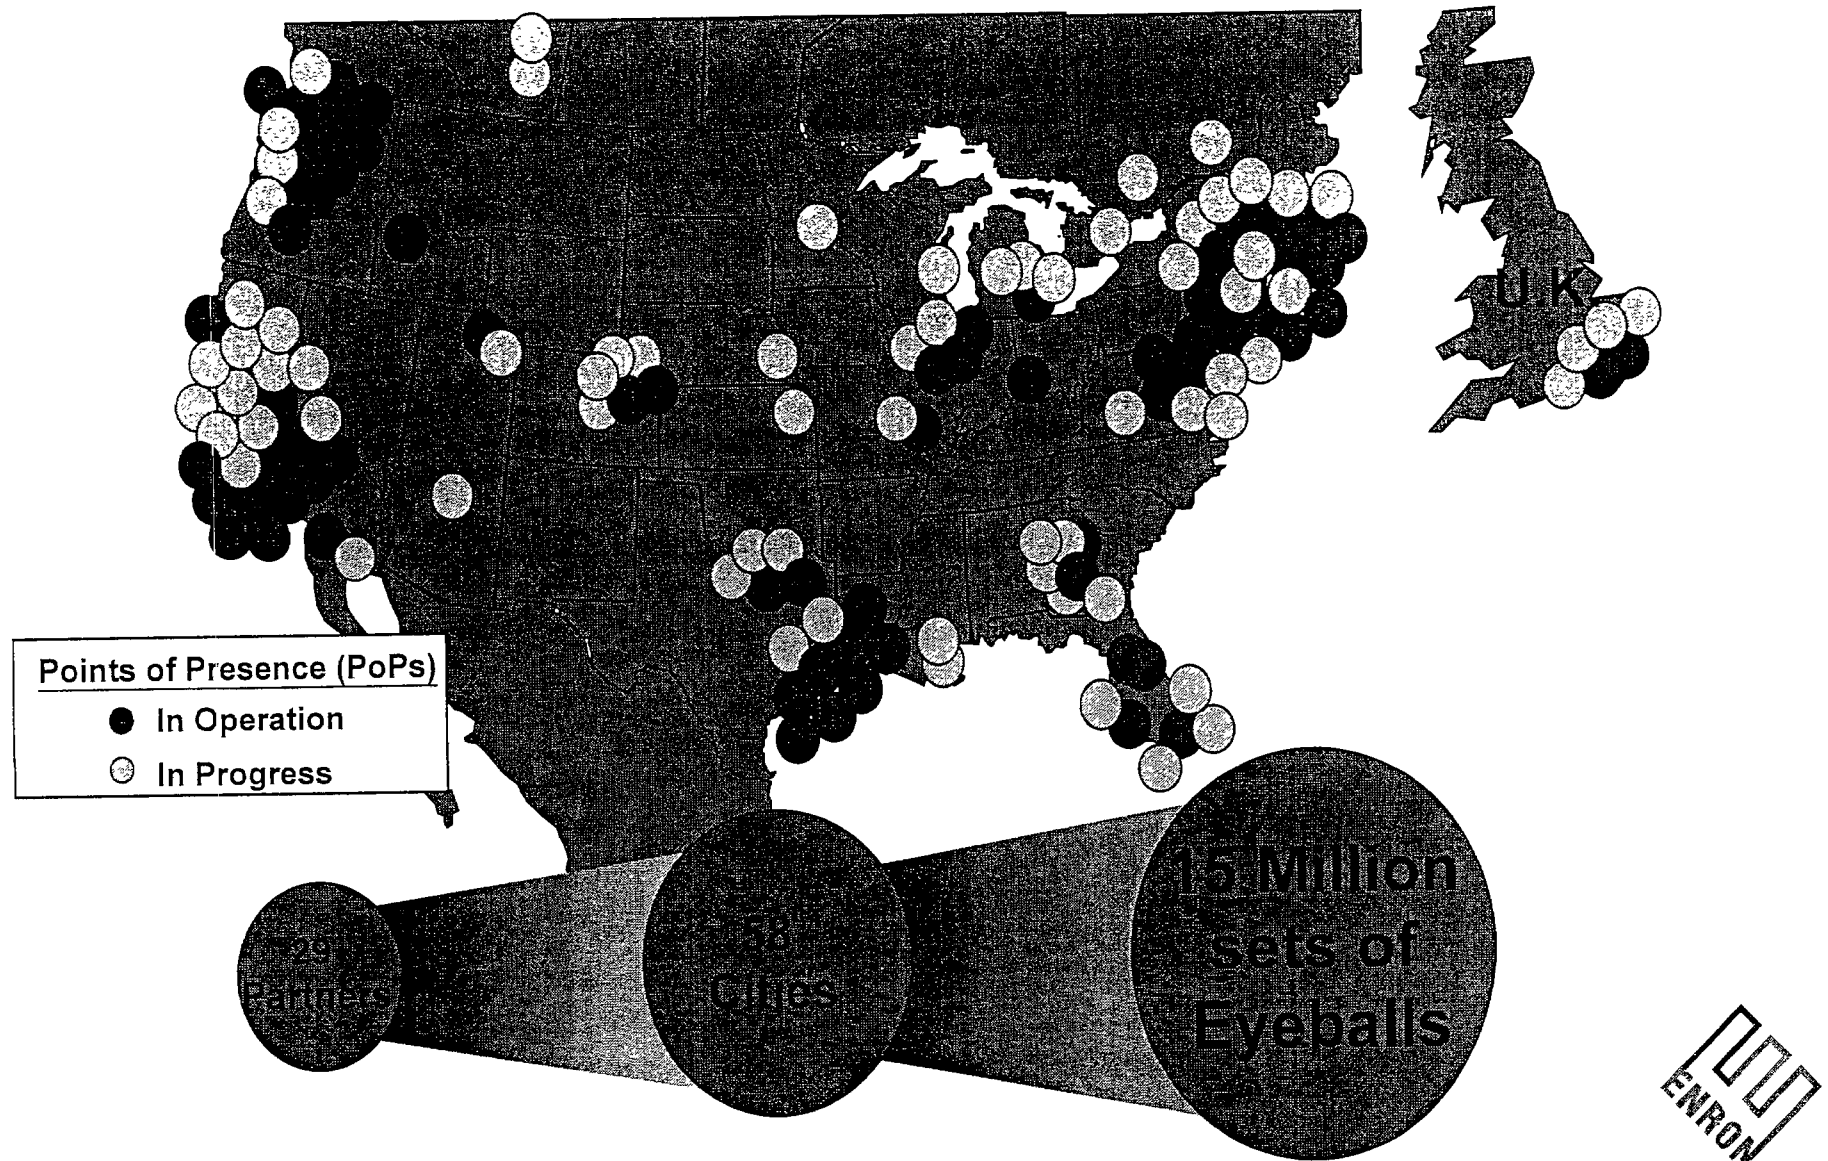 U.K.
Points of Presence (PoPs)
In Operation
In Progress
15 Million
sets of
Eyeballs
58
Cities
29
Partners
ENRON